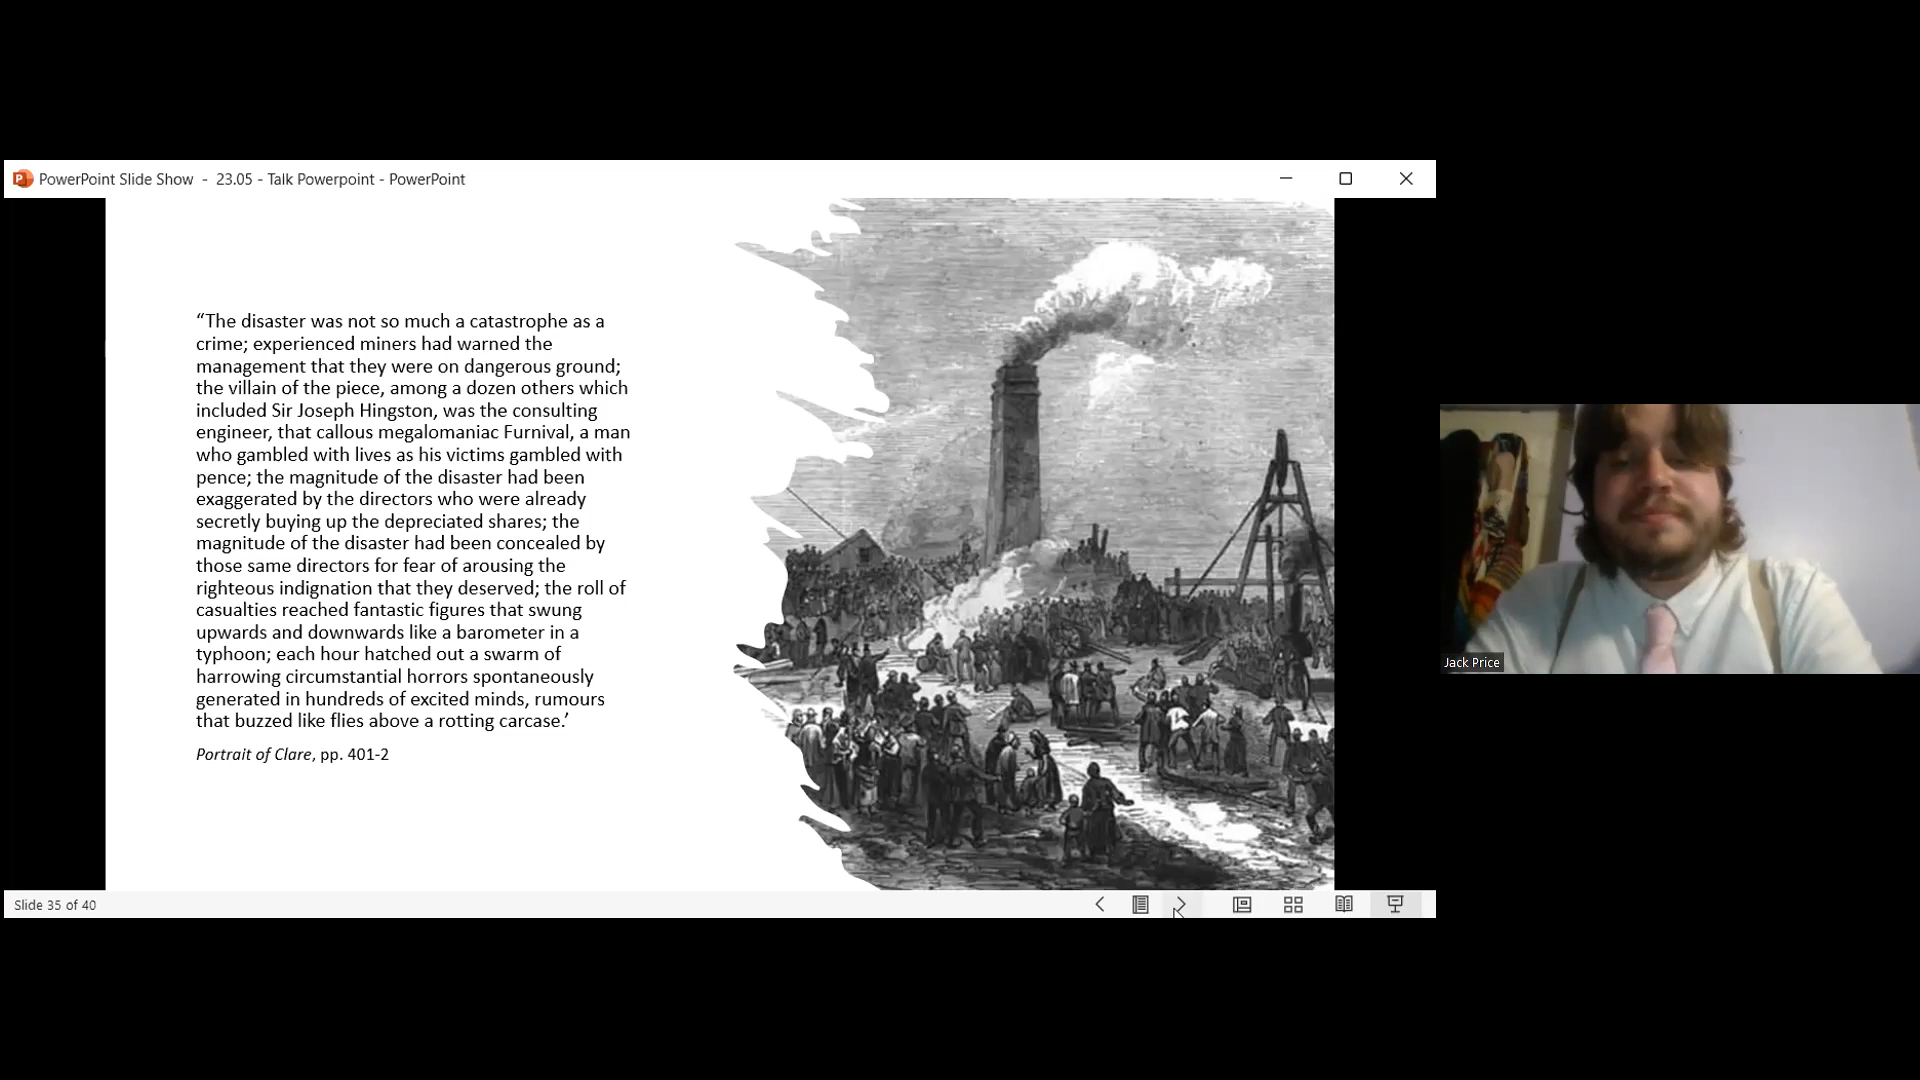 PowerPoint Slide Show - 23.05 - Talk Powerpoint - PowerPoint
“The disaster was not so much a catastrophe as a
crime; experienced miners had warned the
management that they were on dangerous ground;
the villain of the piece, among a dozen others which
included Sir Joseph Hingston, was the consulting
engineer, that callous megalomaniac Furnival, a man
who gambled with lives as his victims gambled with
pence; the magnitude of the disaster had been
exaggerated by the directors who were already
secretly buying up the depreciated shares; the
magnitude of the disaster had been concealed by
those same directors for fear of arousing the
righteous indignation that they deserved; the roll of
casualties reached fantastic figures that swung
upwards and downwards like a barometer in a
typhoon; each hour hatched out a swarm of
harrowing circumstantial horrors spontaneously
generated in hundreds of excited minds, rumours
that buzzed like flies above a rotting carcase.’
Portrait of Clare, pp. 401-2
Jack Price
Slide 35 of 40